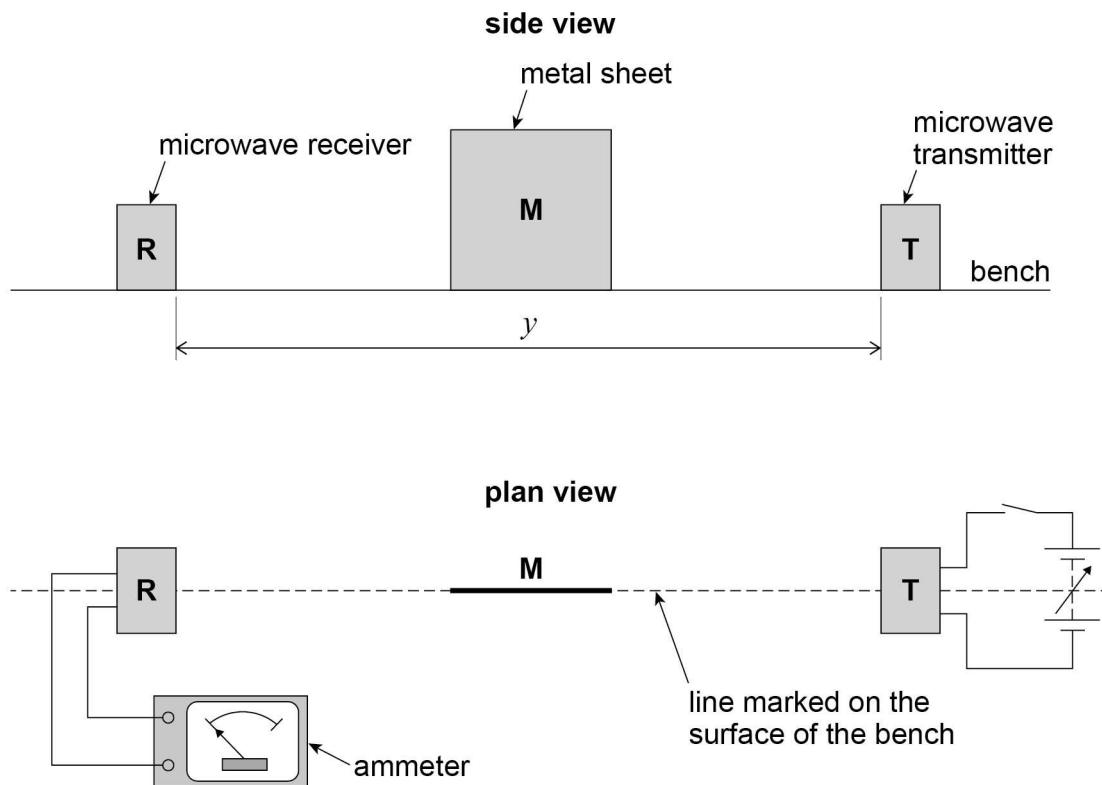 side view
metal sheet
microwave receiver
microwave
transmitter
M
R
T
bench
y
plan view
M
R
T
line marked on the
surface of the bench
ammeter